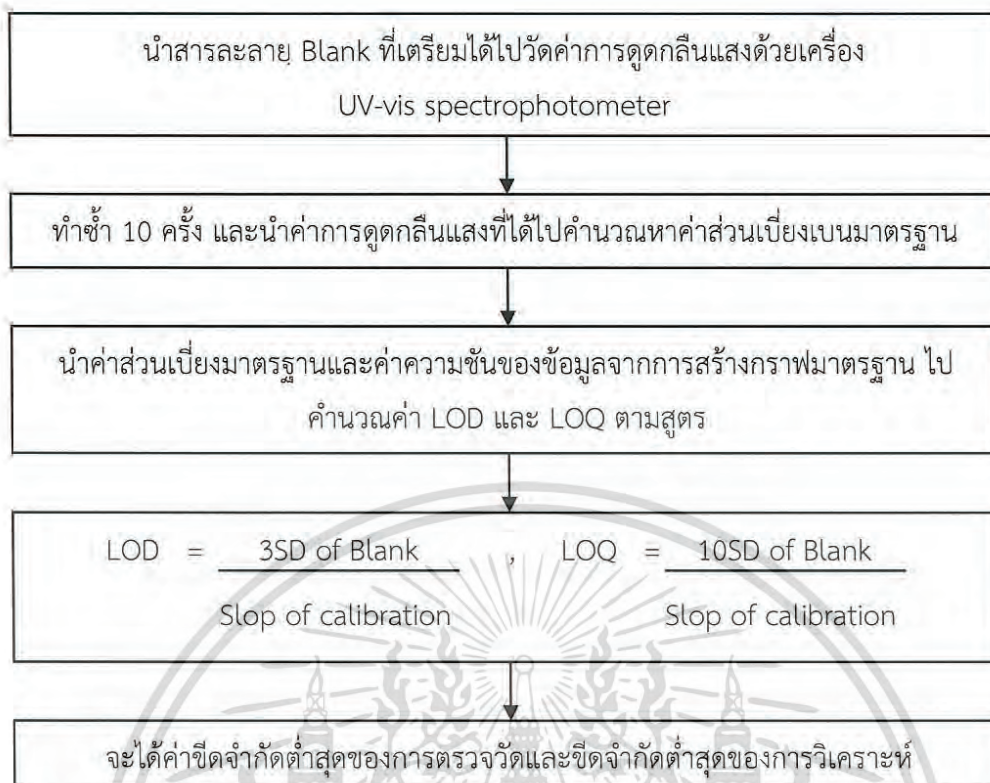 นำสารละลาย Blank ที่เตรียมได้ไปวัดค่าการดูดกลืนแสงด้วยเครื่อง
UV-vis spectrophotometer
ทำซ้ำ 10 ครั้ง และนำค่าการดูดกลืนแสงที่ได้ไปคำนวณหาค่าส่วนเบี่ยงเบนมาตรฐาน
นำค่าส่วนเบี่ยงมาตรฐานและค่าความชันของข้อมูลจากการสร้างกราฟมาตรฐาน ไป
คำนวณค่า LOD และ LOQ ตามสูตร
LOD = 3SD of Blank , LOQ = 10SD of Blank
Slop of calibration Slop of calibration
จะได้ค่าขีดจำกัดต่ำสุดของการตรวจวัดและขีดจำกัดต่ำสุดของการวิเคราะห์